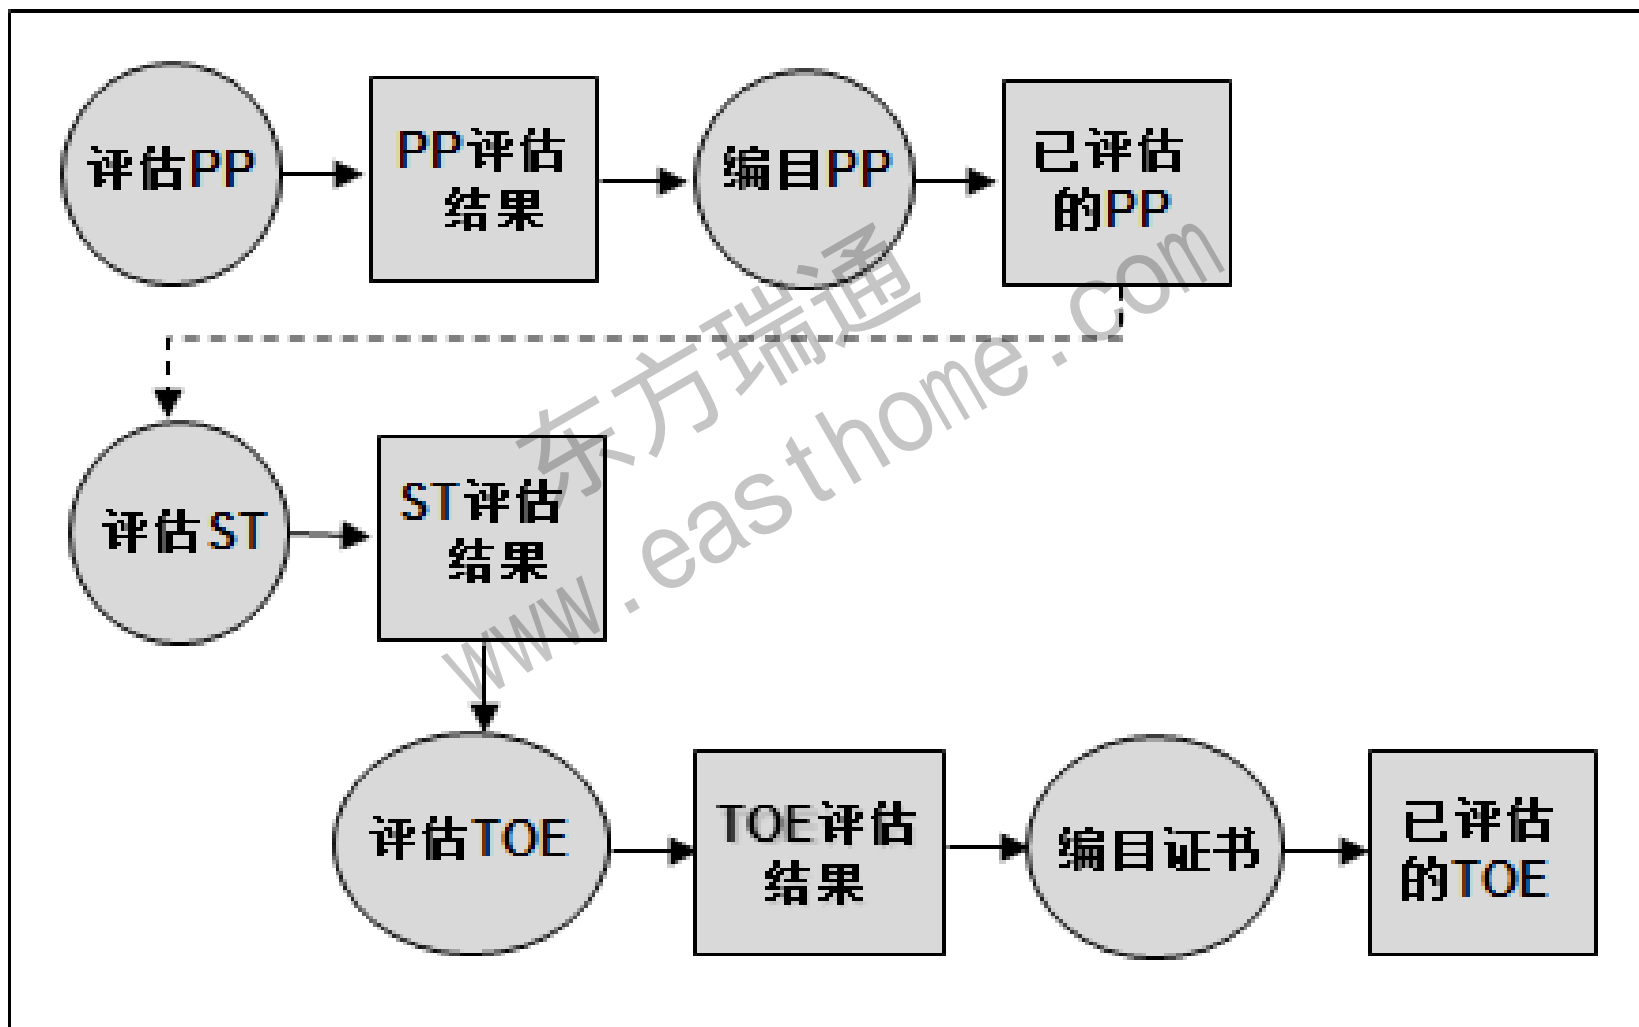 评估PP
PP评估
结果
编目PP
已评估
的PP
东方瑞通
www.easthome.com
评估ST
ST评估
结果
评估TOE
TOE评估
结果
编目证书
已评估
的TOE